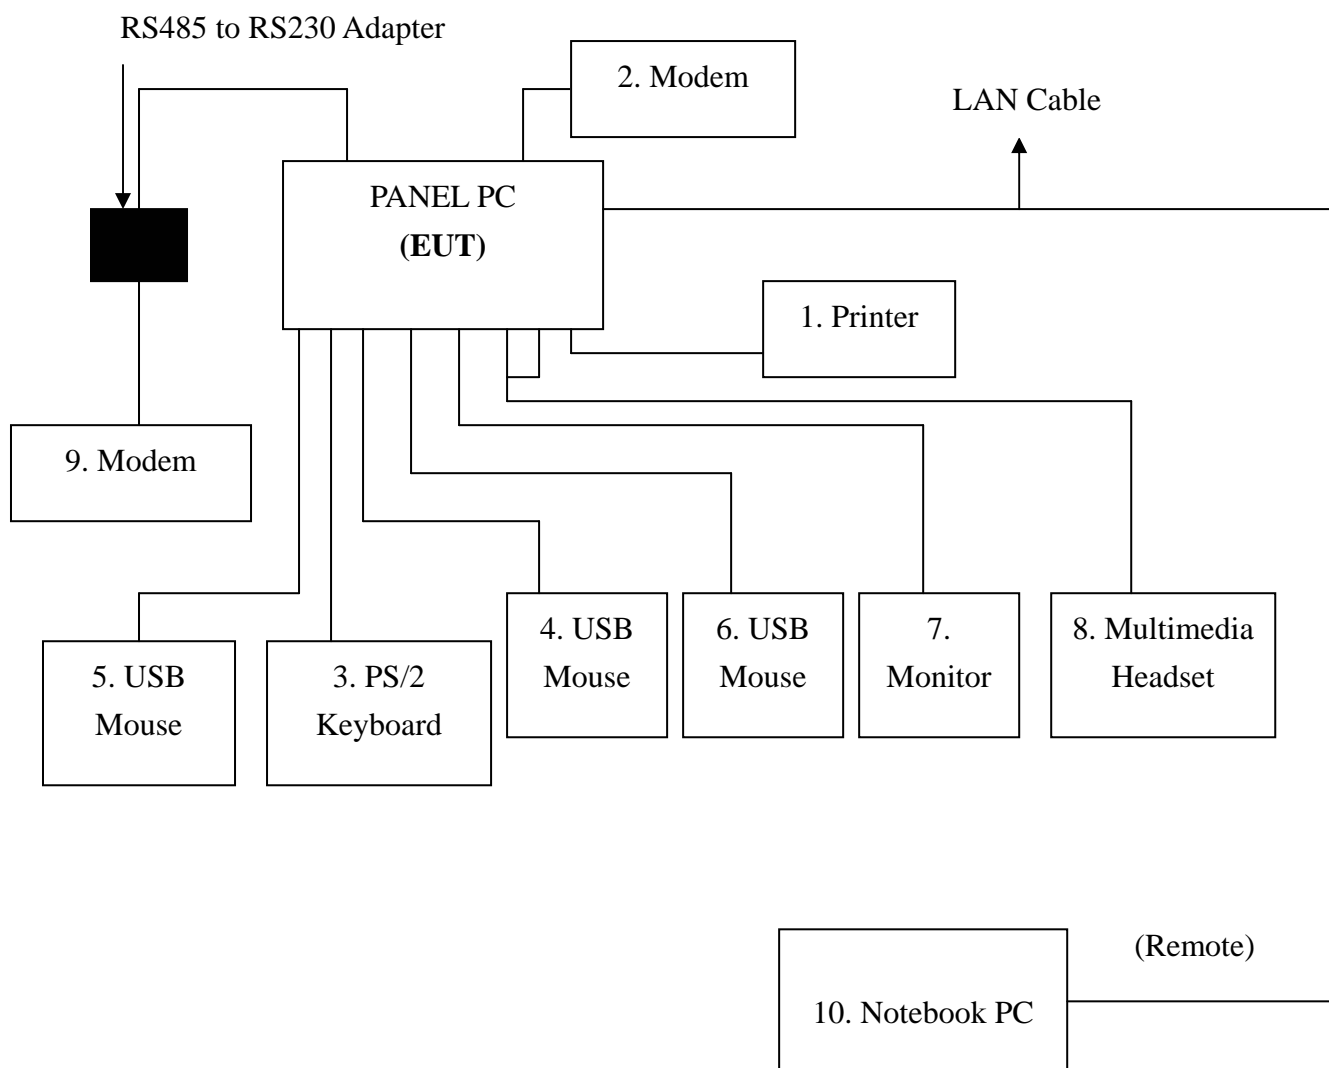 RS485 to RS230 Adapter
2. Modem
LAN Cable
PANEL PC
(EUT)
1. Printer
9. Modem
4. USB
Mouse
6. USB
Mouse
7.
Monitor
8. Multimedia
Headset
5. USB
Mouse
3. PS/2
Keyboard
(Remote)
10. Notebook PC